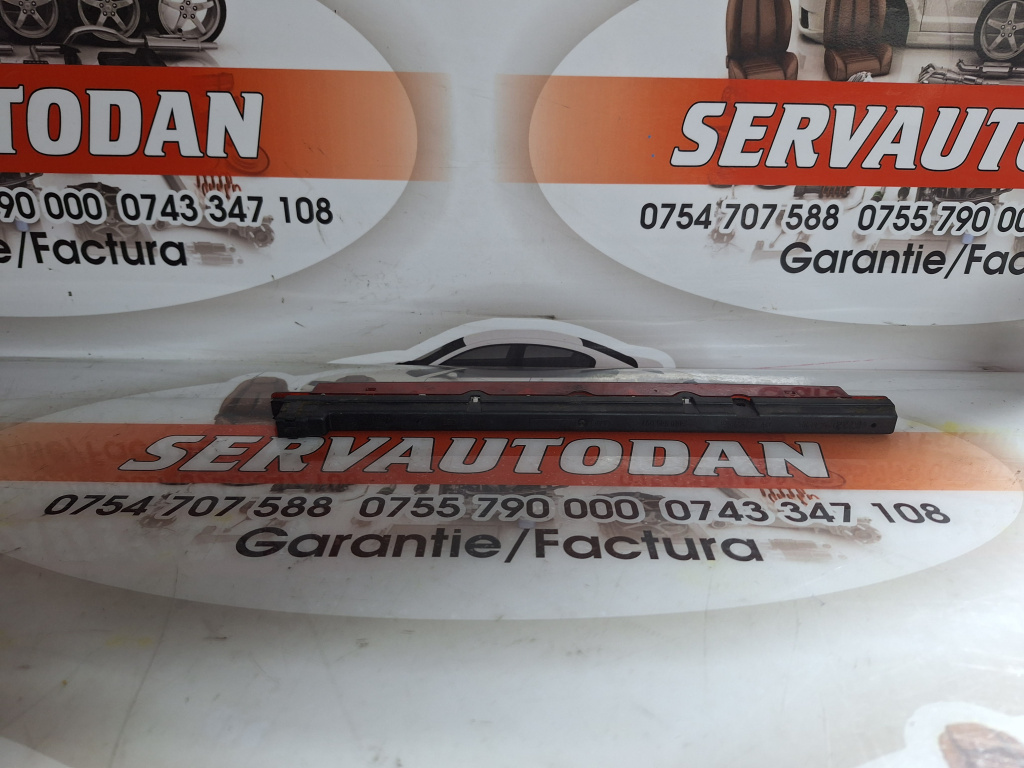 TODAN
90 000 0743 347 108
e/Factura
SERVAUTO
0754 707 588 0755 790 00
Garantie/Fac
SERVAUTODAN
0754 707 588 0755 790 000 0743 347 108
Garantie/Factura